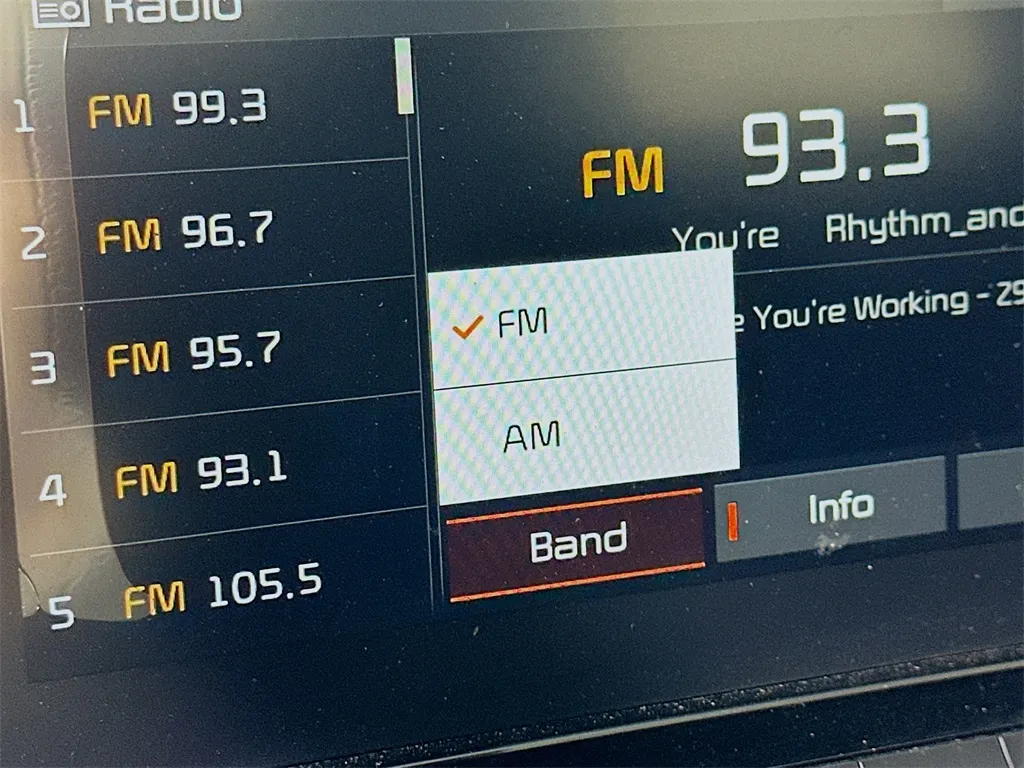 Radio
1 FM 99.3
2 FM 96.7
3 FM 95.7
4 FM 93.1
5 FM 105.5
FM 93.3
You're Rhythm_and
You're Working - Z9
FM
AM
Band
Info